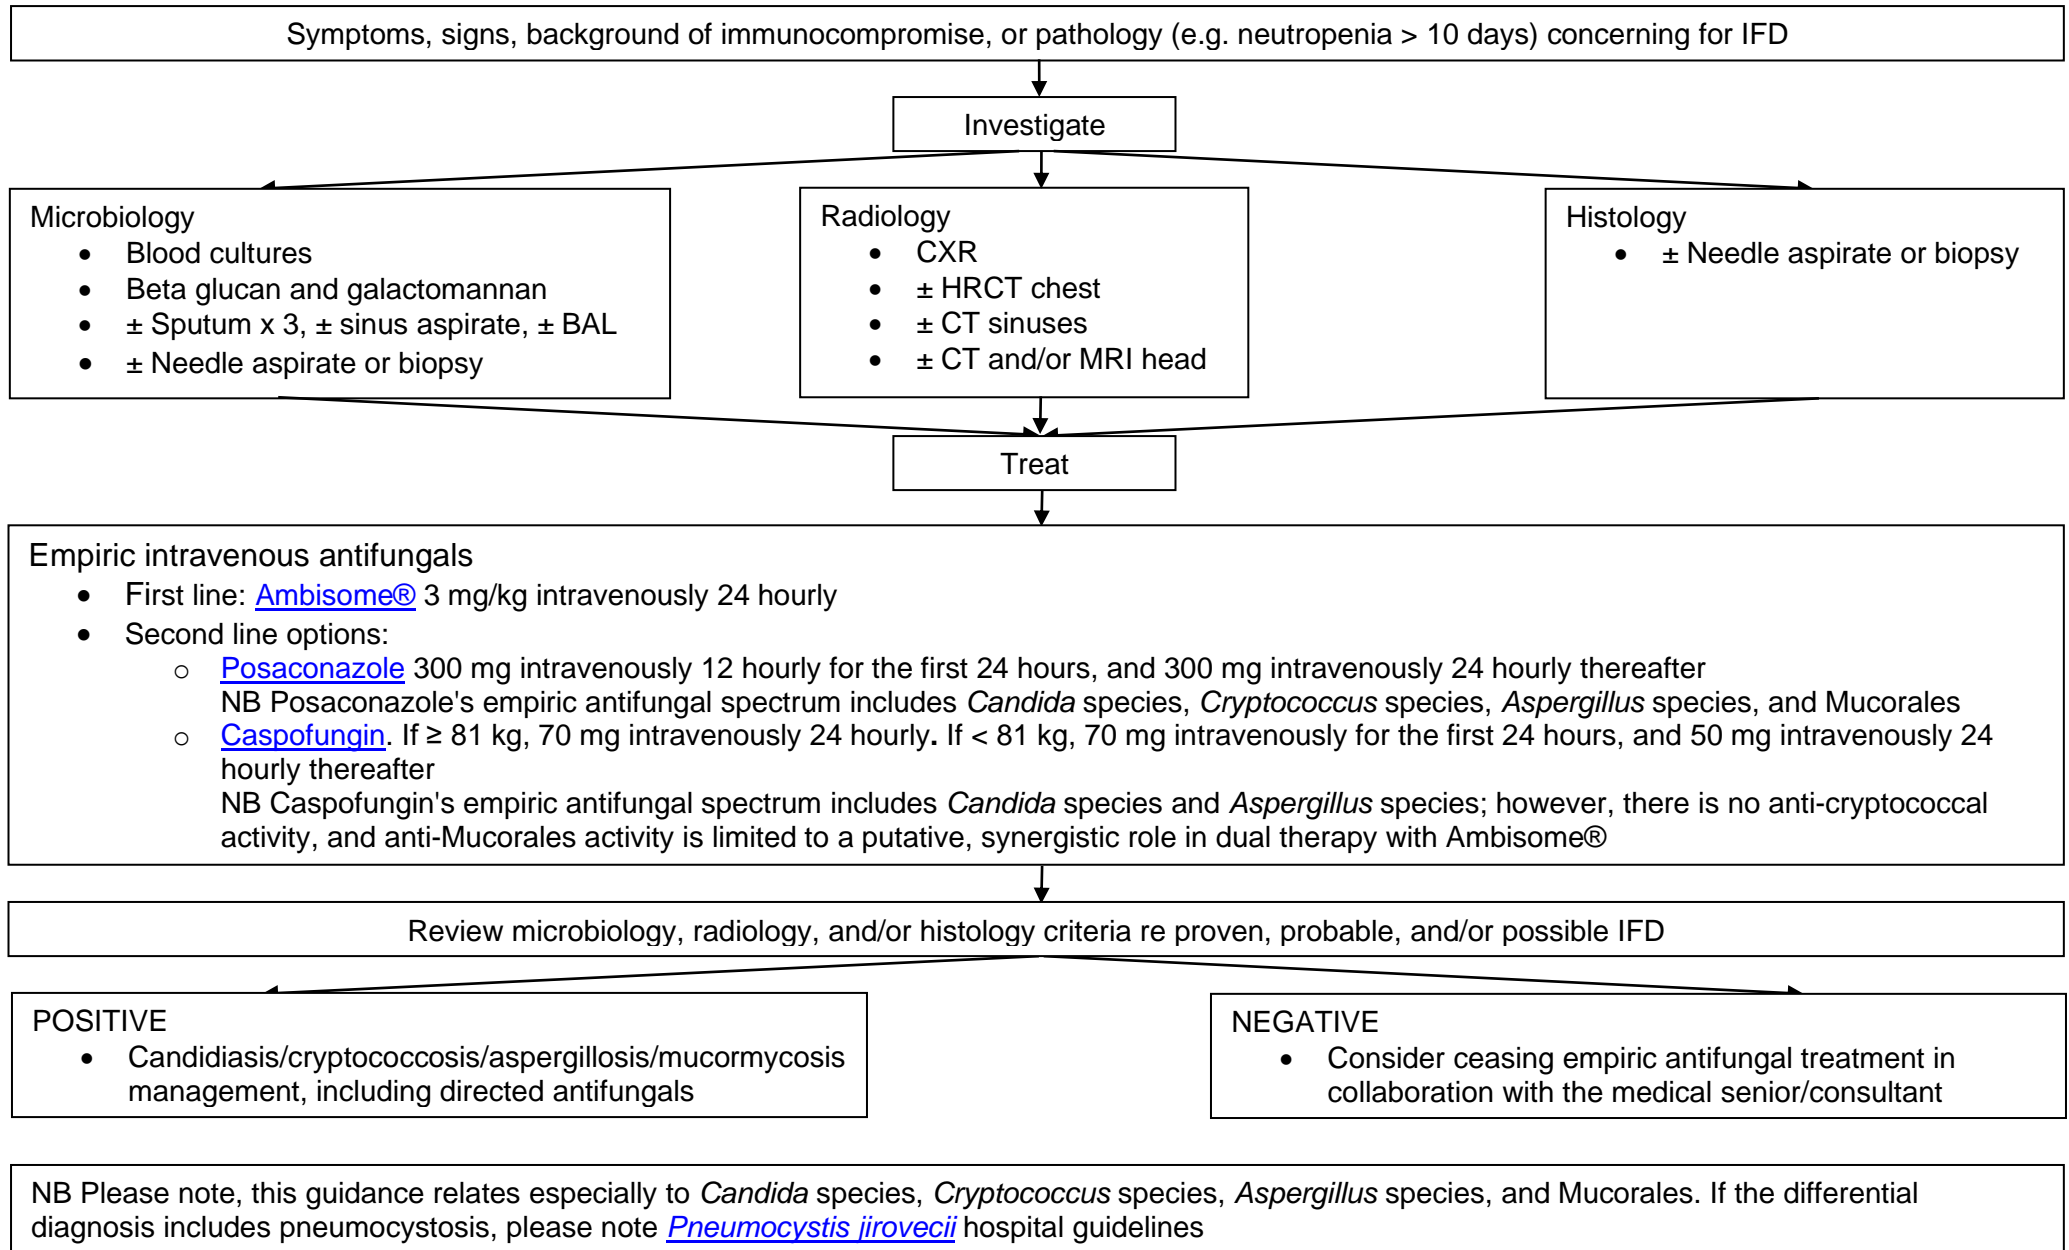 Symptoms, signs, background of immunocompromise, or pathology (e.g. neutropenia > 10 days) concerning for IFD
Investigate
Microbiology
• Blood cultures
• Beta glucan and galactomannan
• ± Sputum x 3, ± sinus aspirate, ± BAL
• ± Needle aspirate or biopsy
Radiology
• CXR
• ± HRCT chest
• ± CT sinuses
• ± CT and/or MRI head
Histology
• ± Needle aspirate or biopsy
Treat
Empiric intravenous antifungals
• First line: Ambisome® 3 mg/kg intravenously 24 hourly
• Second line options:
○ Posaconazole 300 mg intravenously 12 hourly for the first 24 hours, and 300 mg intravenously 24 hourly thereafter
NB Posaconazole's empiric antifungal spectrum includes Candida species, Cryptococcus species, Aspergillus species, and Mucorales
○ Caspofungin. If ≥ 81 kg, 70 mg intravenously 24 hourly. If < 81 kg, 70 mg intravenously for the first 24 hours, and 50 mg intravenously 24
hourly thereafter
NB Caspofungin's empiric antifungal spectrum includes Candida species and Aspergillus species; however, there is no anti-cryptococcal
activity, and anti-Mucorales activity is limited to a putative, synergistic role in dual therapy with Ambisome®
Review microbiology, radiology, and/or histology criteria re proven, probable, and/or possible IFD
POSITIVE
• Candidiasis/cryptococcosis/aspergillosis/mucormycosis
management, including directed antifungals
NEGATIVE
• Consider ceasing empiric antifungal treatment in
collaboration with the medical senior/consultant
NB Please note, this guidance relates especially to Candida species, Cryptococcus species, Aspergillus species, and Mucorales. If the differential
diagnosis includes pneumocystosis, please note Pneumocystis jirovecii hospital guidelines